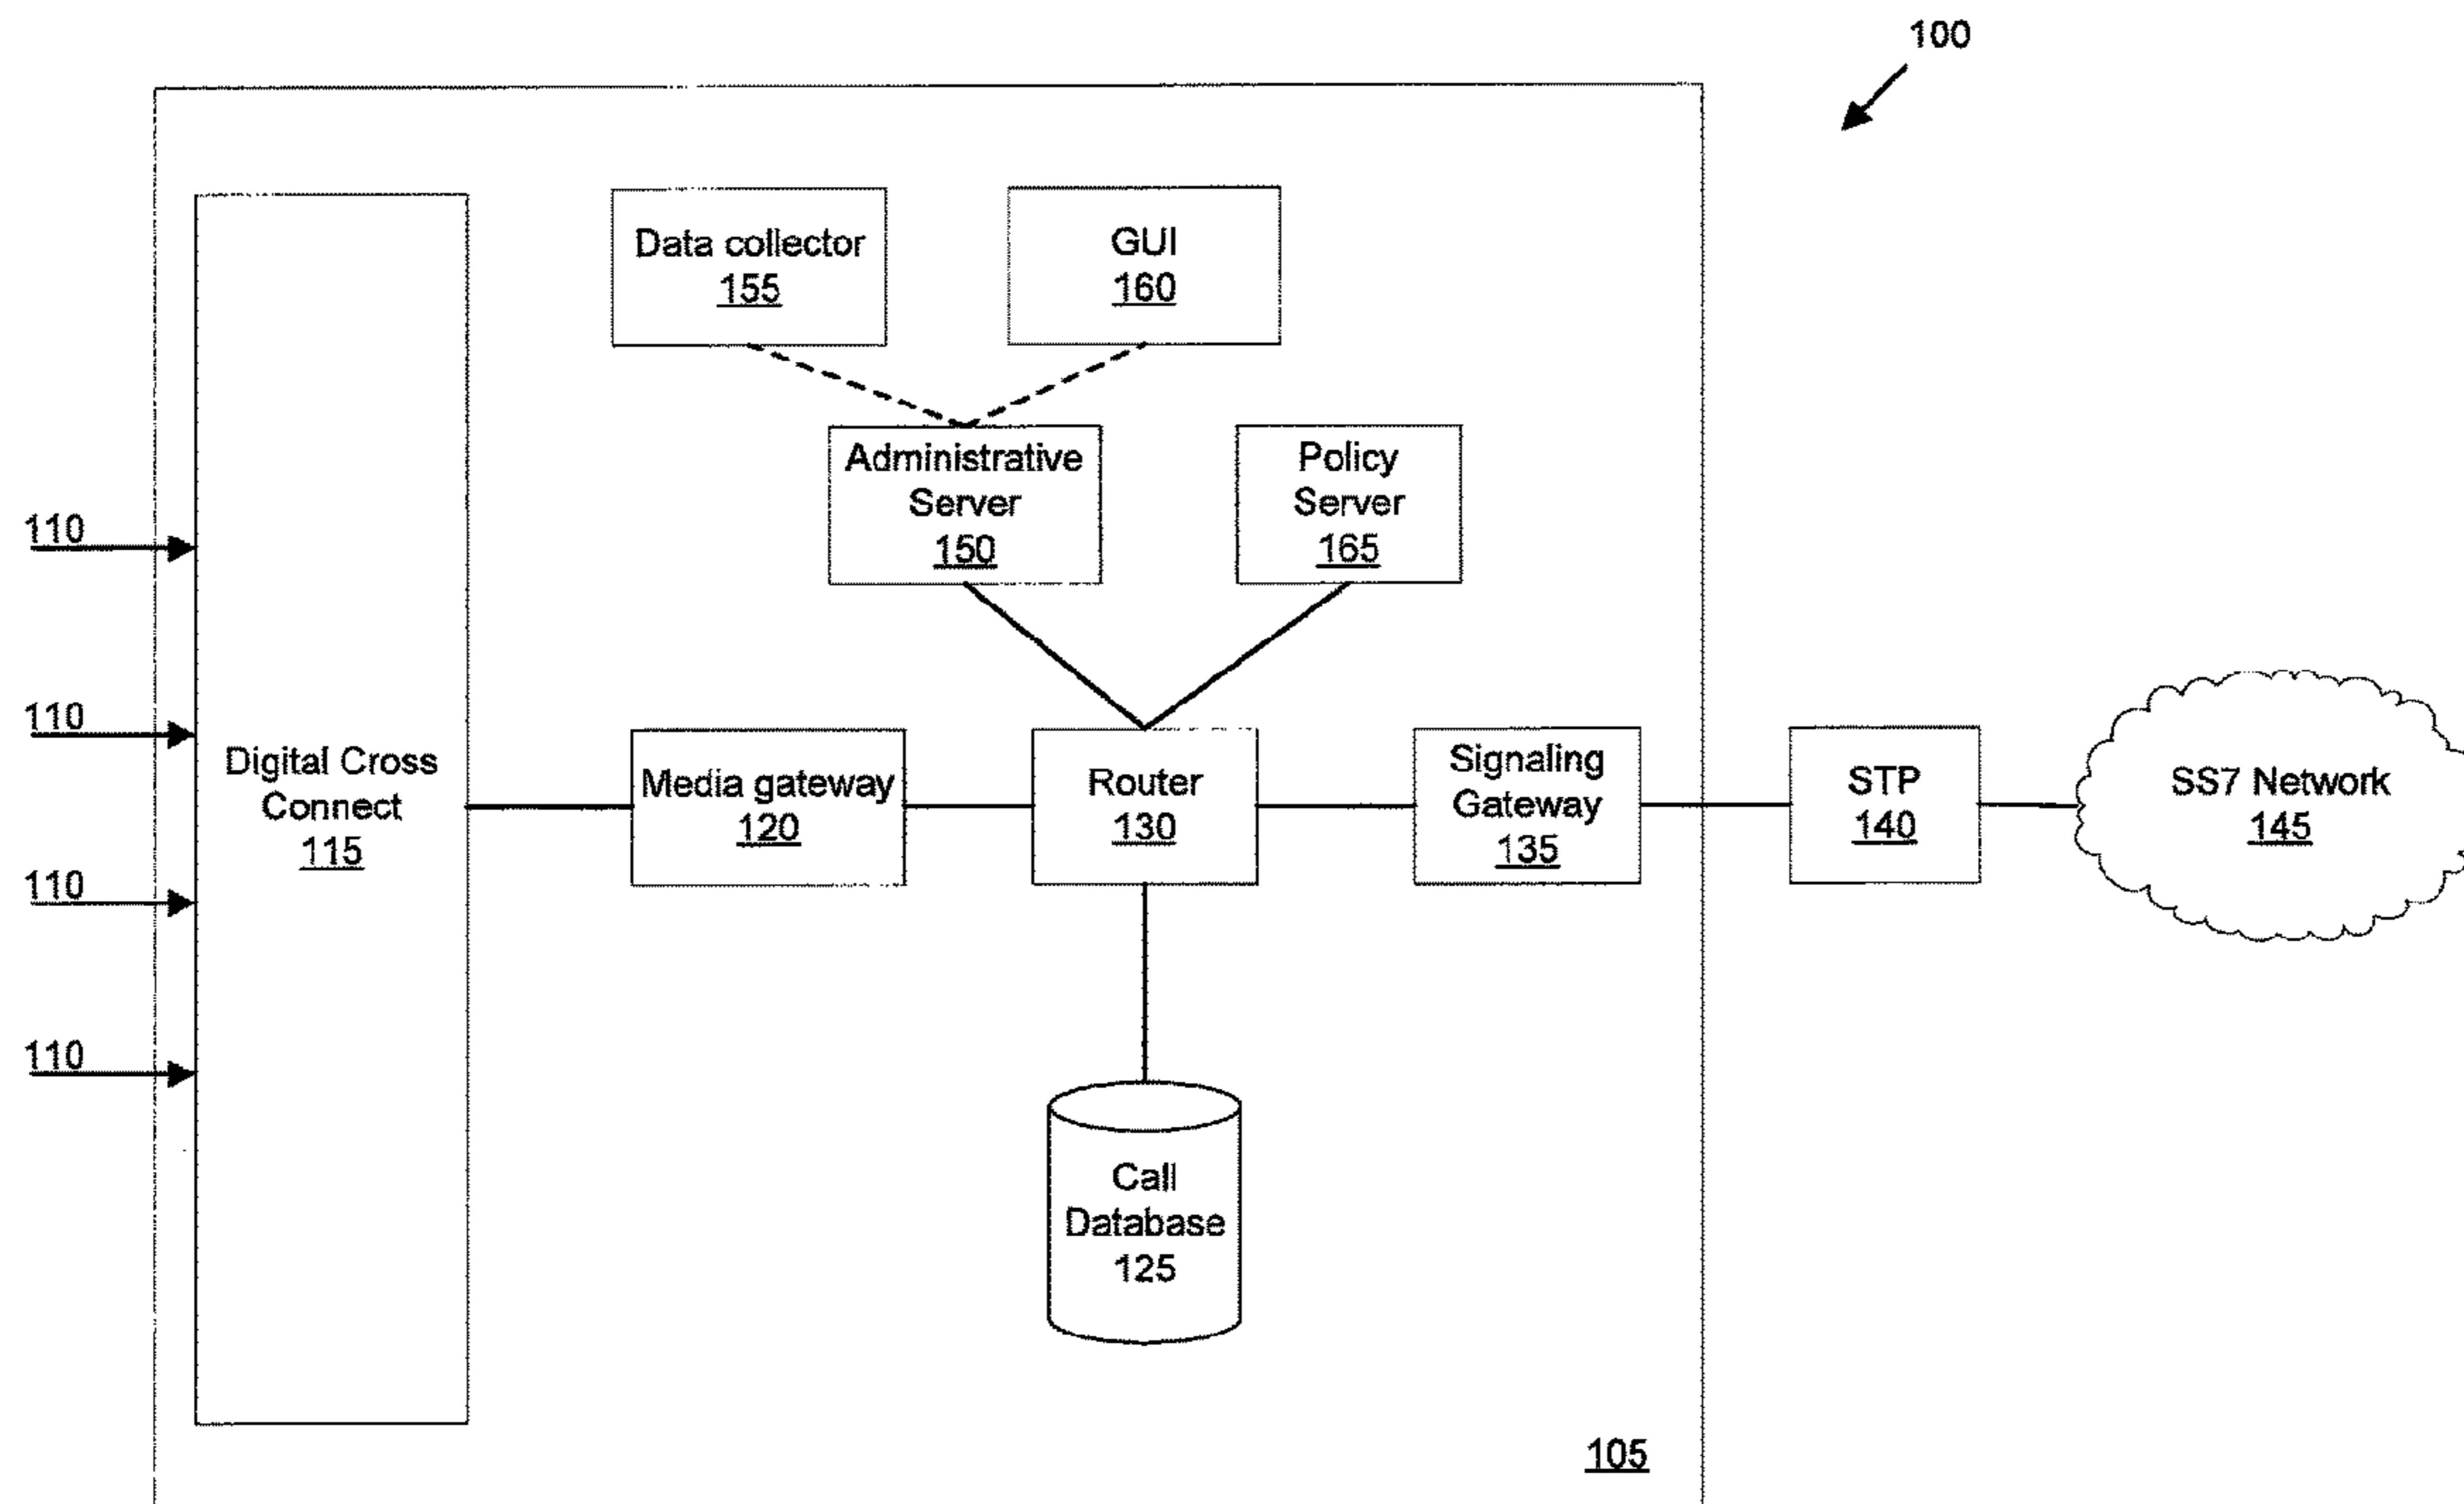 100
Data collector
155
GUI
160
Administrative
Server
150
Policy
Server
165
110
110
110
110
Digital Cross
Connect
115
Media gateway
120
Router
130
Signaling
Gateway
135
STP
140
SS7 Network
145
Call
Database
125
105